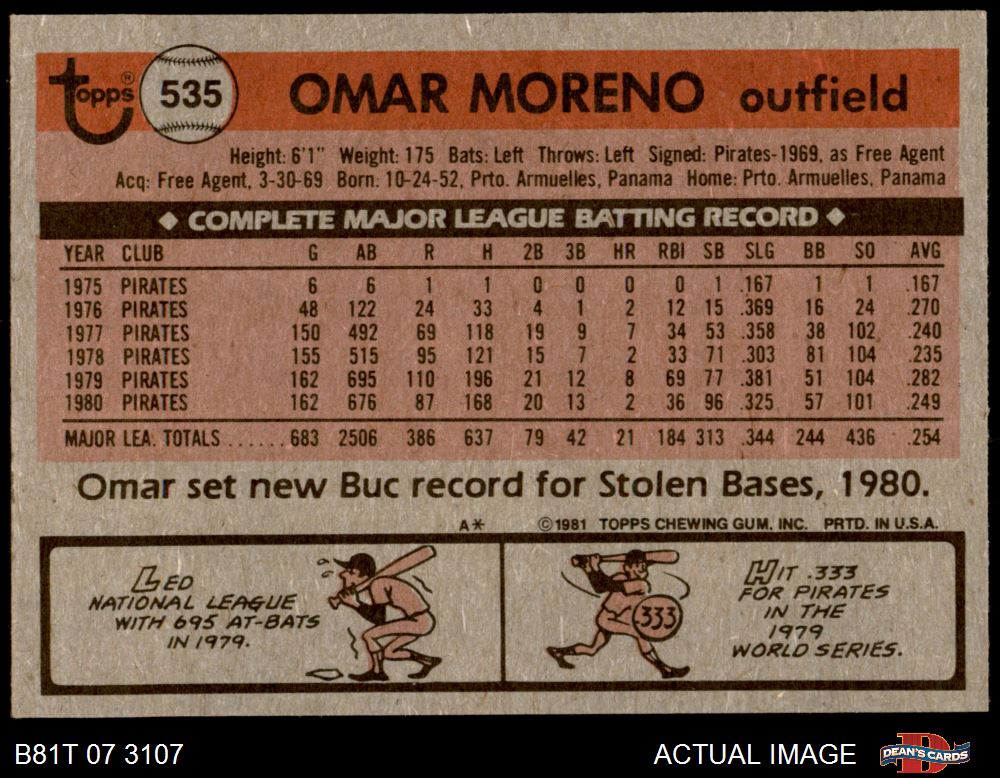 Topps® 535 OMAR MORENO outfield
Height: 6'1" Weight: 175 Bats: Left Throws: Left Signed: Pirates-1969, as Free Agent
Acq: Free Agent, 3-30-69 Born: 10-24-52, Prto. Armuelles, Panama Home: Prto. Armuelles, Panama
◆ COMPLETE MAJOR LEAGUE BATTING RECORD ◆
YEAR CLUB G AB R H 2B 3B HR RBI SB SLG BB SO AVG
1975 PIRATES 6 6 1 1 0 0 0 0 1 .167 1 1 .167
1976 PIRATES 48 122 24 33 4 1 2 12 15 .369 16 24 .270
1977 PIRATES 150 492 69 118 19 9 7 34 53 .358 38 102 .240
1978 PIRATES 155 515 95 121 15 7 2 33 71 .303 81 104 .235
1979 PIRATES 162 695 110 196 21 12 8 69 77 .381 51 104 .282
1980 PIRATES 162 676 87 168 20 13 2 36 96 .325 57 101 .249
MAJOR LEA. TOTALS ...... 683 2506 386 637 79 42 21 184 313 .344 244 436 .254
Omar set new Buc record for Stolen Bases, 1980.
A* ©1981 TOPPS CHEWING GUM, INC. PRTD. IN U.S.A.
LED
NATIONAL LEAGUE
WITH 695 AT-BATS
IN 1979.
.333
HIT .333
FOR PIRATES
IN THE
1979
WORLD SERIES.
B81T 07 3107 ACTUAL IMAGE DEAN'S CARDS